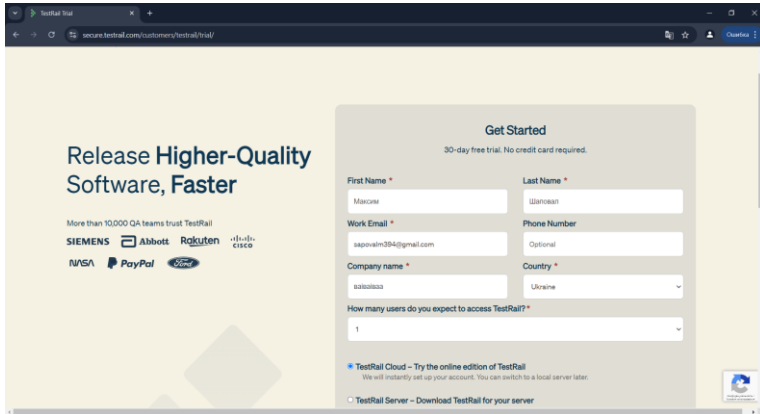 TestRail Trial
secure.testrail.com/customers/testrail/trial/
Ошибка
Release Higher-Quality
Software, Faster
More than 10,000 QA teams trust TestRail
SIEMENS Abbott Rakuten CISCO
NASA PayPal Ford
Get Started
30-day free trial. No credit card required.
First Name * Last Name *
Максим Шаповал
Work Email * Phone Number
sapovalm394@gmail.com Optional
Company name * Country *
Ukraine
How many users do you expect to access TestRail? *
1
TestRail Cloud – Try the online edition of TestRail
We will instantly set up your account. You can switch to a local server later.
TestRail Server – Download TestRail for your server